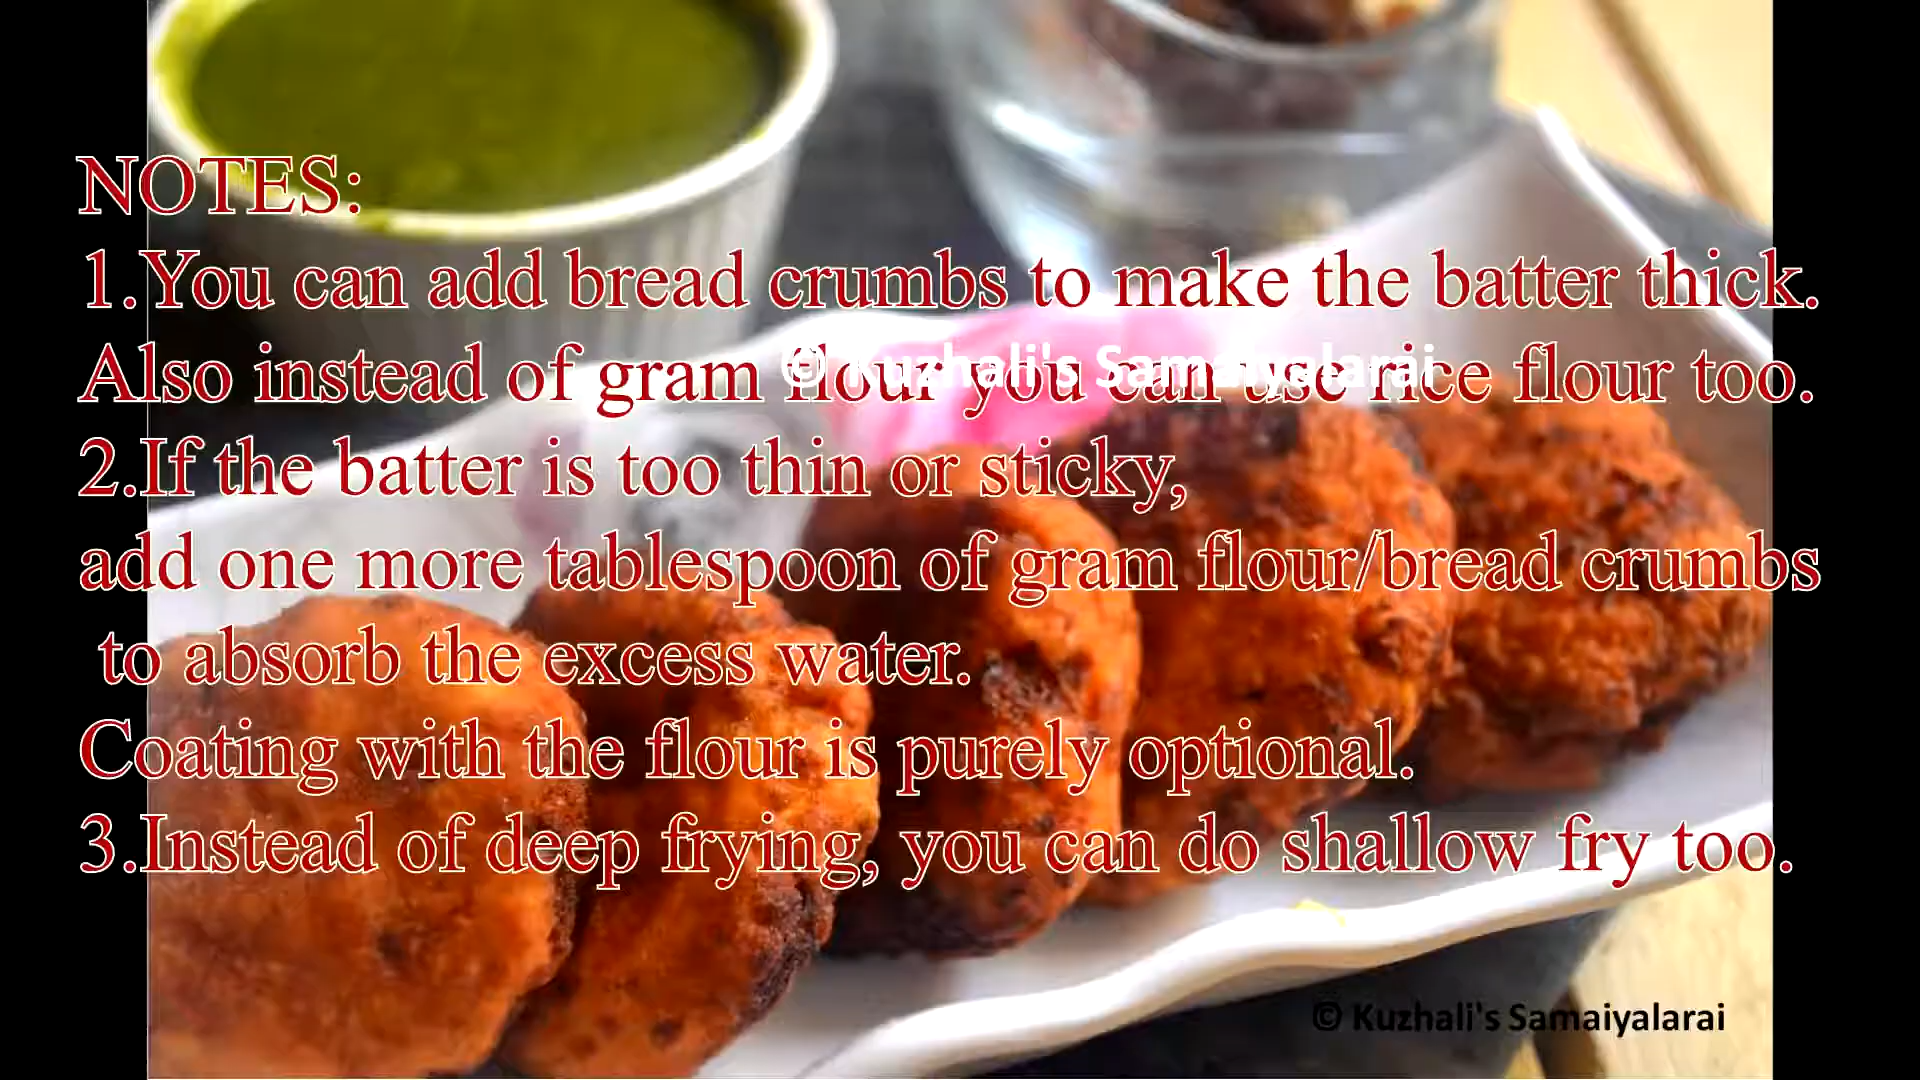 NOTES:
1.You can add bread crumbs to make the batter thick.
© Kuzhali's Samaiyalarai
Also instead of gram flour you can use rice flour too.
2.If the batter is too thin or sticky,
add one more tablespoon of gram flour/bread crumbs
to absorb the excess water.
Coating with the flour is purely optional.
3.Instead of deep frying, you can do shallow fry too.
© Kuzhali's Samaiyalarai